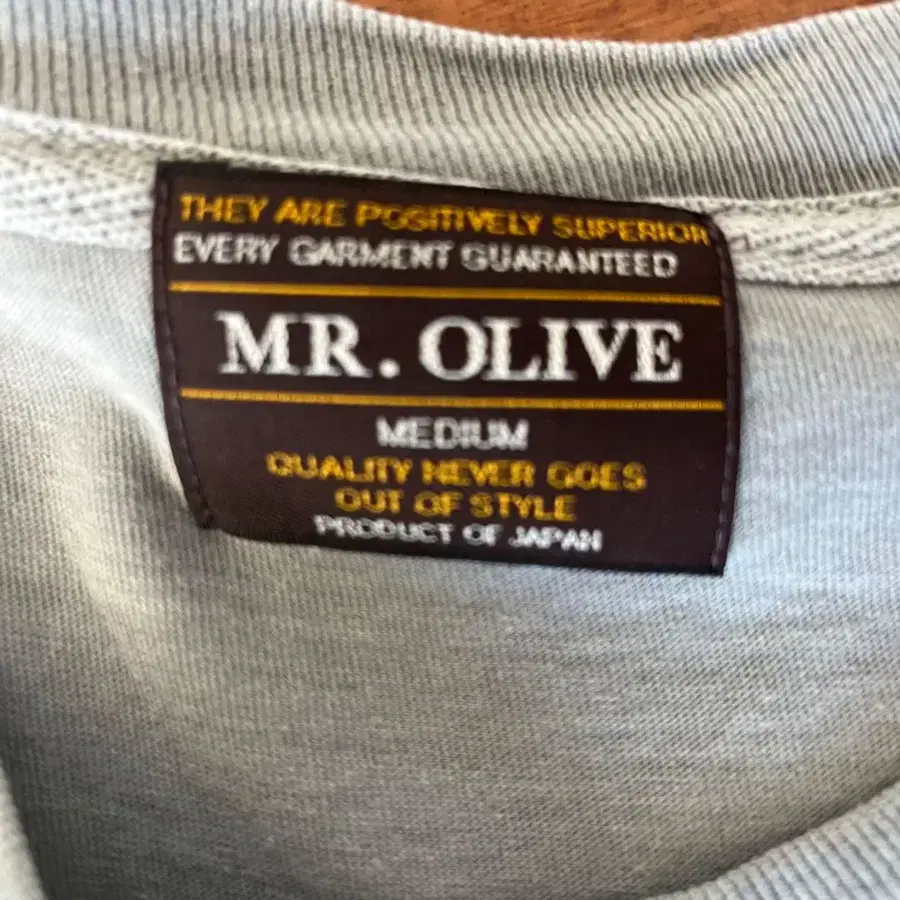 THEY ARE POSITIVELY SUPERIOR
EVERY GARMENT GUARANTEED
MR. OLIVE
MEDIUM
QUALITY NEVER GOES
OUT OF STYLE
PRODUCT OF JAPAN